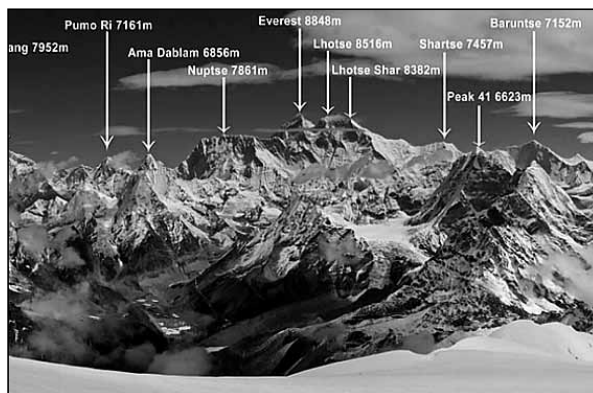 Pumo Ri 7161m
Everest 8848m
Baruntse 7152m
ang 7952m
Ama Dablam 6856m
Lhotse 8516m
Shartse 7457m
Nuptse 7861m
Lhotse Shar 8382m
Peak 41 6623m